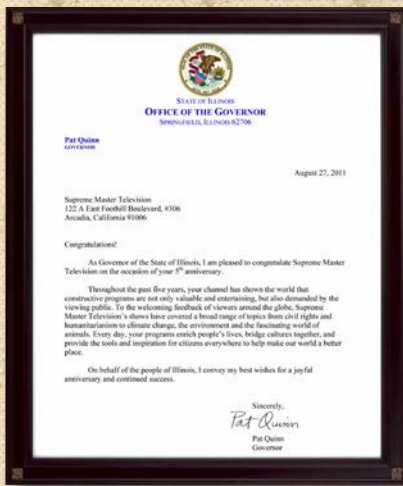 STATE OF ILLINOIS
OFFICE OF THE GOVERNOR
SPRINGFIELD, ILLINOIS 62706
Pat Quinn
GOVERNOR
August 27, 2011
Supreme Master Television
122 A East Foothill Boulevard, #306
Arcadia, California 91006
Congratulations!
As Governor of the State of Illinois, I am pleased to congratulate Supreme Master
Television on the occasion of your 5th anniversary.
Throughout the past five years, your channel has shown the world that
constructive programs are not only valuable and entertaining, but also demanded by the
viewing public. To the welcoming feedback of viewers around the globe, Supreme
Master Television's shows have covered a broad range of topics from civil rights and
humanitarianism to climate change, the environment and the fascinating world of
animals. Every day, your programs enrich people's lives, bridge cultures together, and
provide the tools and inspiration for citizens everywhere to help make our world a better
place.
On behalf of the people of Illinois, I convey my best wishes for a joyful
anniversary and continued success.
Sincerely,
Pat Quinn
Pat Quinn
Governor